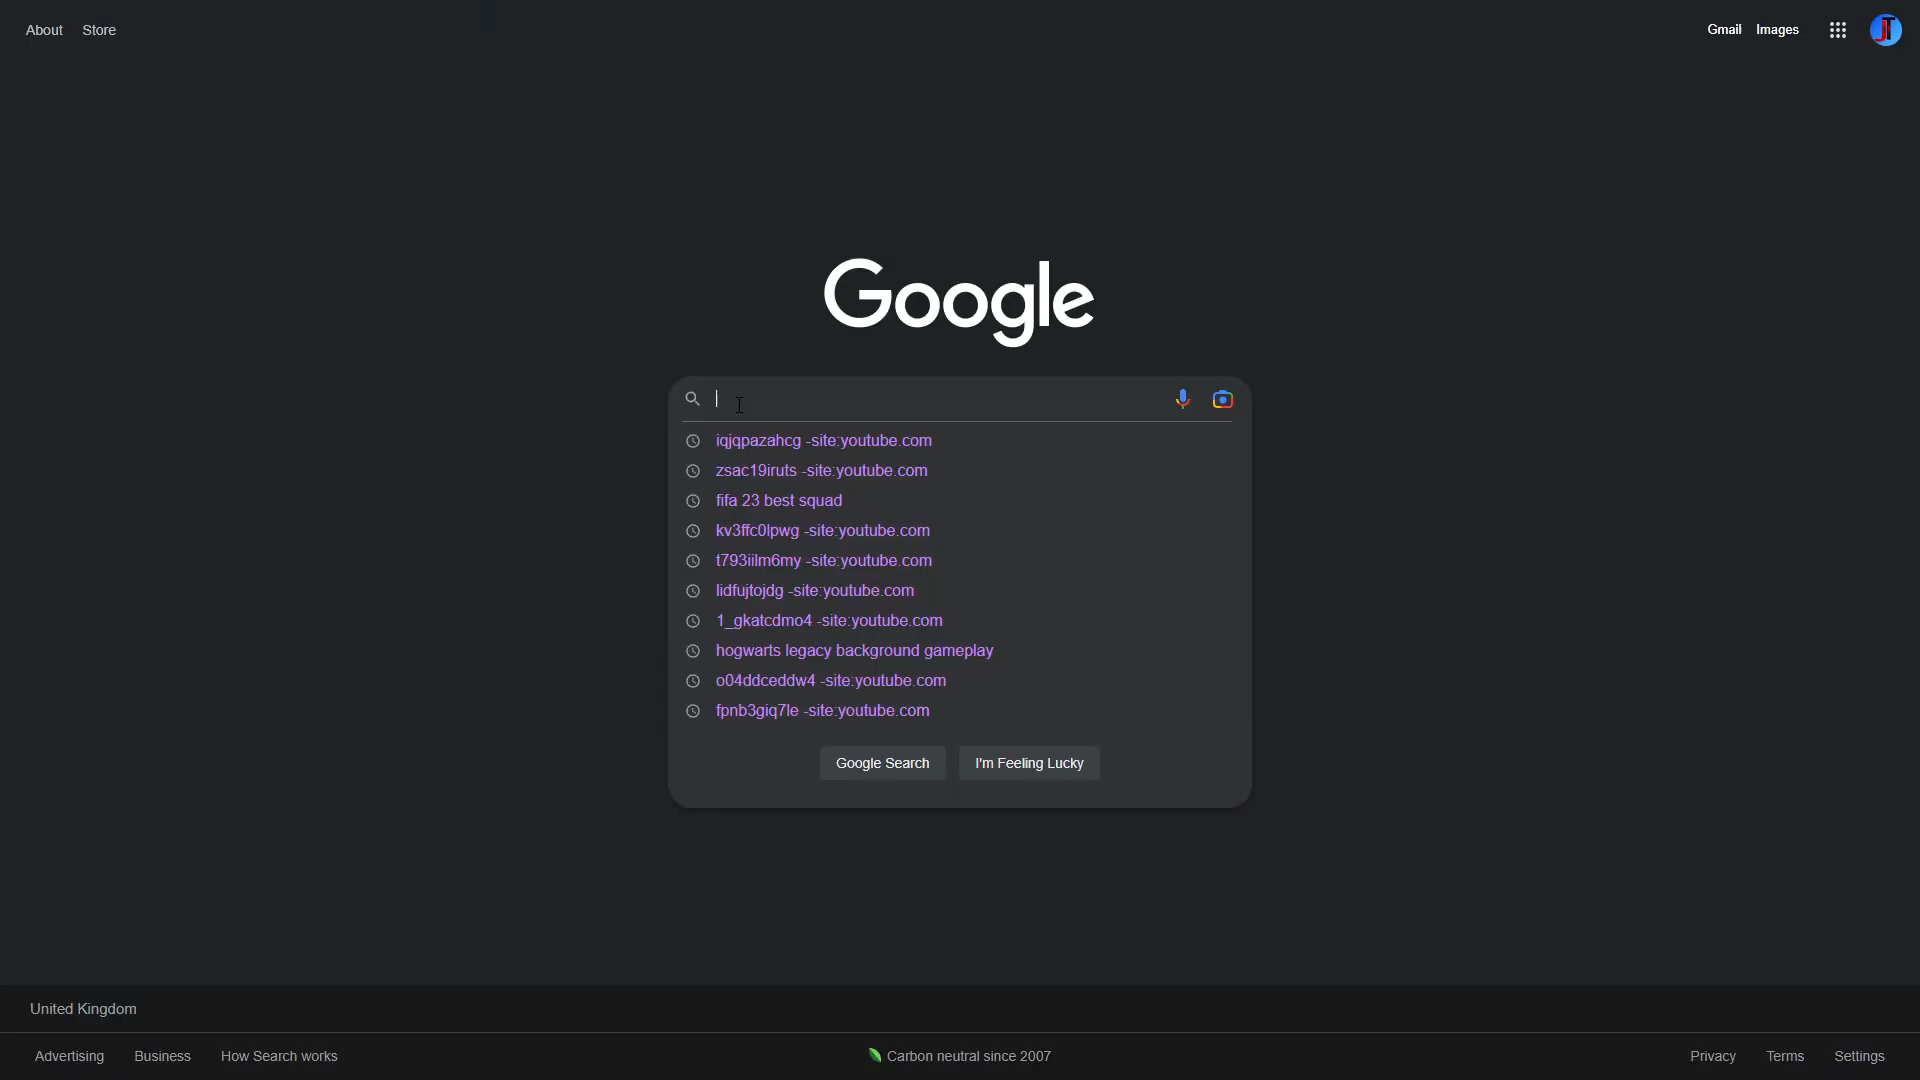 About Store Gmail Images
JT
Google
iqjqpazahcg -site:youtube.com
zsac19iruts -site:youtube.com
fifa 23 best squad
kv3ffc0lpwg -site:youtube.com
t793iilm6my -site:youtube.com
lidfujtojdg -site:youtube.com
1_gkatcdmo4 -site:youtube.com
hogwarts legacy background gameplay
o04ddceddw4 -site:youtube.com
fpnb3giq7le -site:youtube.com
Google Search I'm Feeling Lucky
United Kingdom
Advertising Business How Search works Carbon neutral since 2007 Privacy Terms Settings